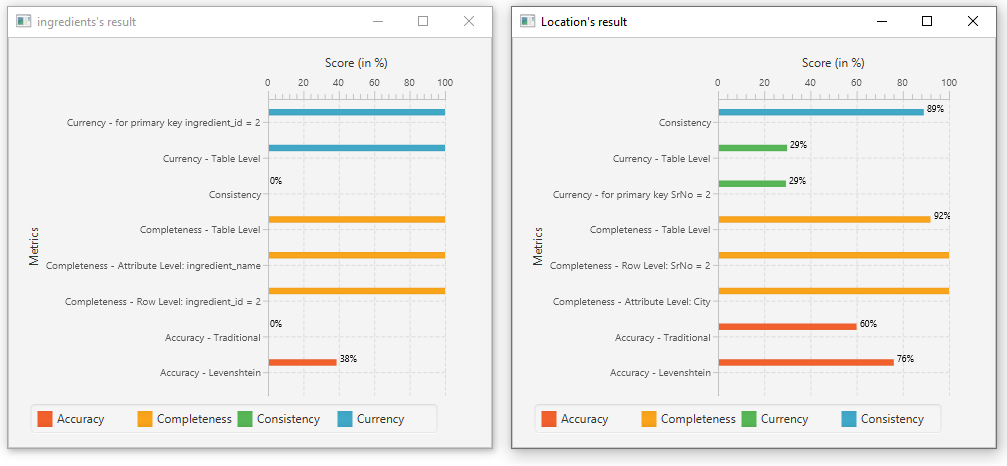 ingredients's result
Score (in %)
0 20 40 60 80 100
Currency - for primary key ingredient_id = 2
Currency - Table Level
Consistency 0%
Completeness - Table Level
Completeness - Attribute Level: ingredient_name
Completeness - Row Level: ingredient_id = 2
Accuracy - Traditional 0%
Accuracy - Levenshtein 38%
Metrics
Accuracy Completeness Consistency Currency
Location's result
Score (in %)
0 20 40 60 80 100
Consistency 89%
Currency - Table Level 29%
Currency - for primary key SrNo = 2 29%
Completeness - Table Level 92%
Completeness - Row Level: SrNo = 2
Completeness - Attribute Level: City
Accuracy - Traditional 60%
Accuracy - Levenshtein 76%
Metrics
Accuracy Completeness Currency Consistency